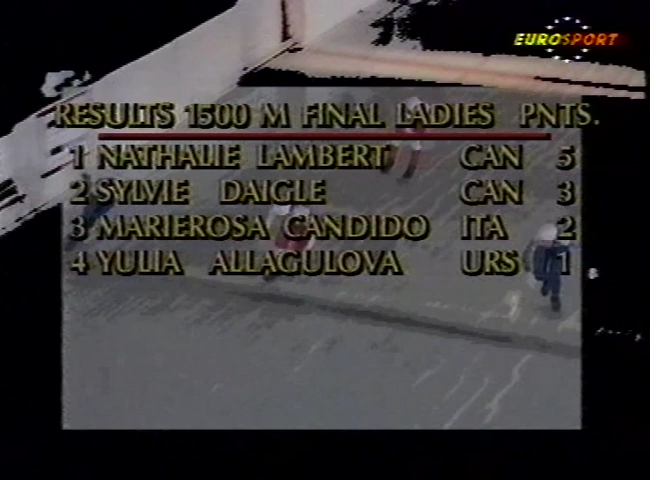 EUROSPORT
RESULTS 1500 M FINAL LADIES PNTS.
1 NATHALIE LAMBERT CAN 5
2 SYLVIE DAIGLE CAN 3
3 MARIEROSA CANDIDO ITA 2
4 YULIA ALLAGULOVA URS 1